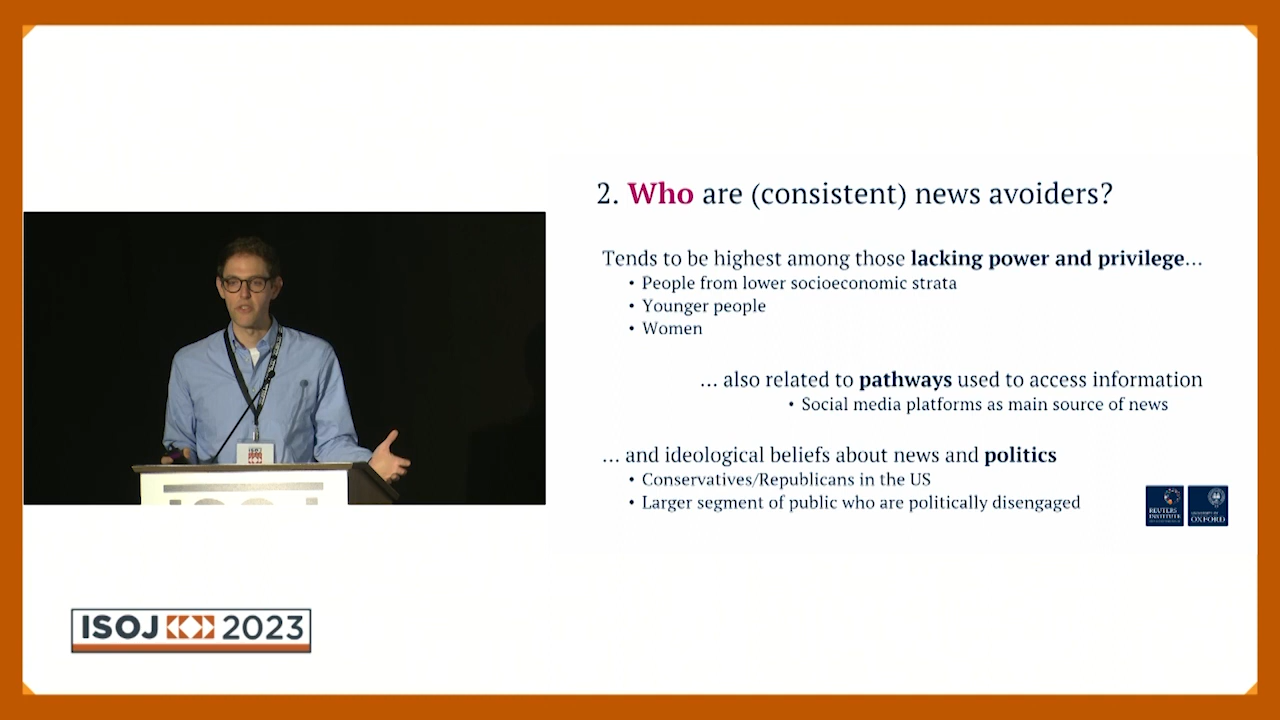 2. Who are (consistent) news avoiders?
Tends to be highest among those lacking power and privilege...
• People from lower socioeconomic strata
• Younger people
• Women
... also related to pathways used to access information
• Social media platforms as main source of news
... and ideological beliefs about news and politics
• Conservatives/Republicans in the US
• Larger segment of public who are politically disengaged
REUTERS
INSTITUTE
UNIVERSITY OF
OXFORD
ISOJ 2023